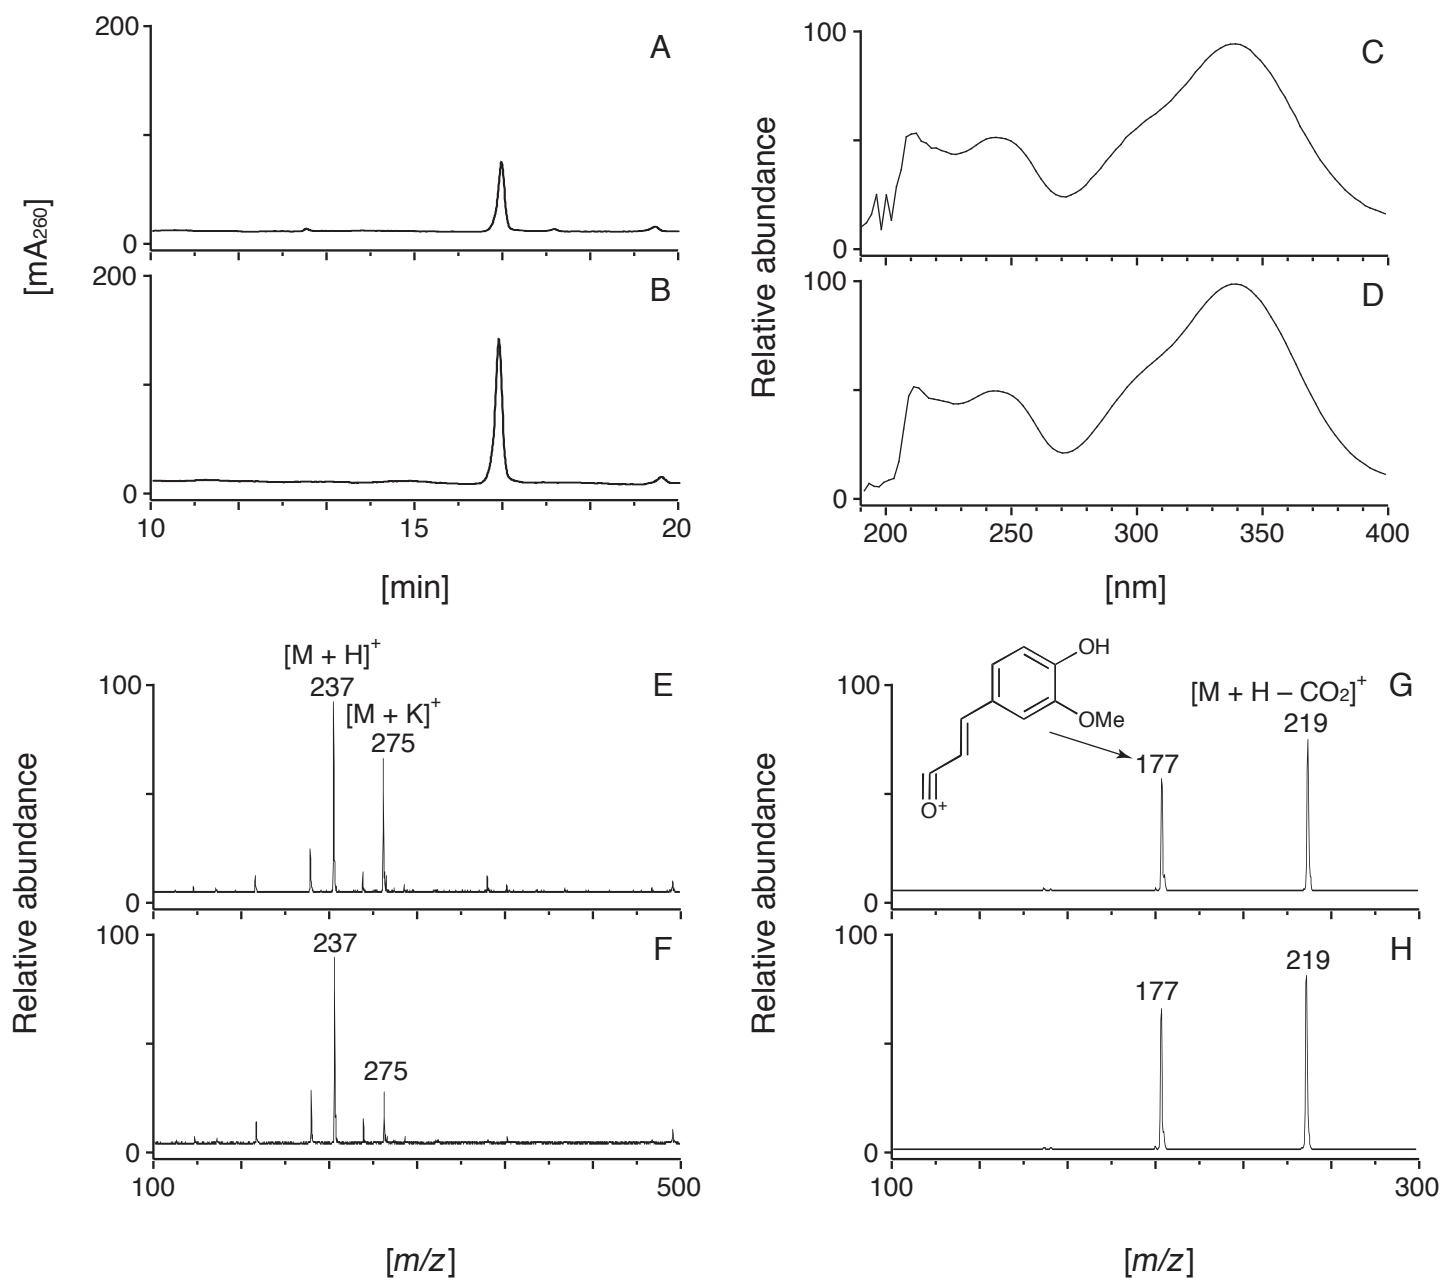 200
A
0
[mA260]
200
B
0
10
15
20
[min]
100
C
0
Relative abundance
100
D
0
200
250
300
350
400
[nm]
[M + H]+
237
[M + K]+
275
100
E
0
Relative abundance
100
237
F
275
0
100
500
[m/z]
OH
OMe
O+
[M + H – CO2]+
219
177
100
G
0
Relative abundance
100
219
H
177
0
100
300
[m/z]